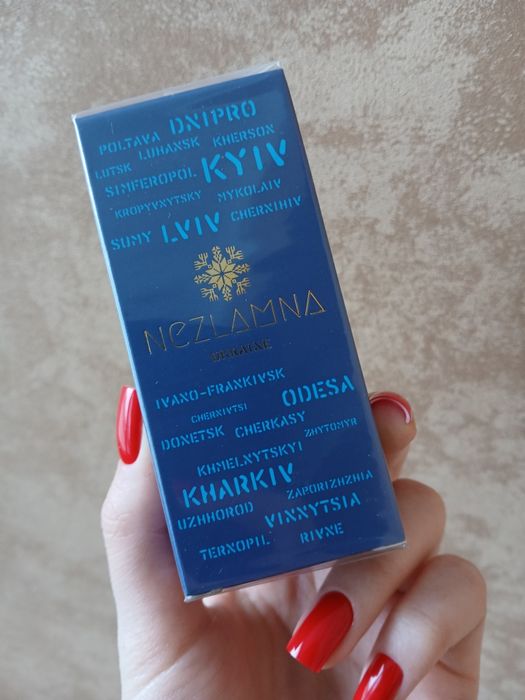 POLTAVA DNIPRO
LUTSK LUHANSK KHERSON
SIMFEROPOL KYIV
KROPYVNYTSKY MYKOLAIV
SUMY LVIV CHERNIHIV
NEZLAMNA
UKRAINE
IVANO-FRANKIVSK
CHERNIVTSI ODESA
DONETSK CHERKASY ZHYTOMYR
KHMELNYTSKYI
KHARKIV ZAPORIZHZHIA
UZHHOROD VINNYTSIA
TERNOPIL RIVNE